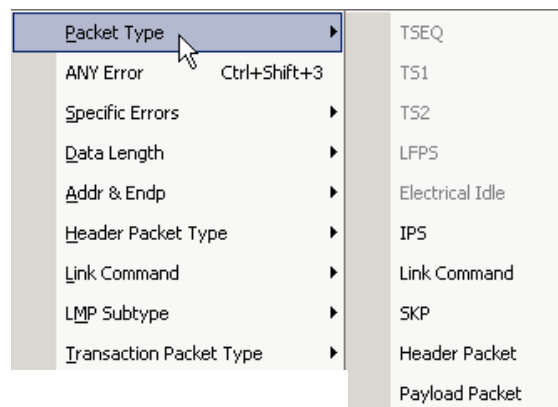 Packet Type
ANY Error Ctrl+Shift+3
Specific Errors
Data Length
Addr & Endp
Header Packet Type
Link Command
LMP Subtype
Transaction Packet Type
TSEQ
TS1
TS2
LFPS
Electrical Idle
IPS
Link Command
SKP
Header Packet
Payload Packet